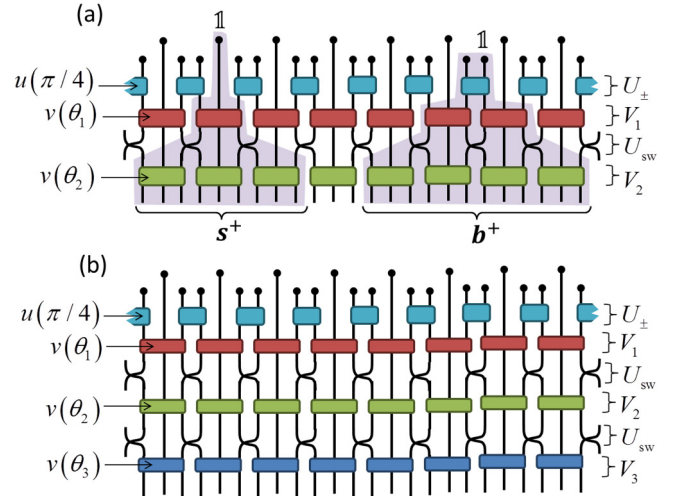 (a)
𝟙
𝟙
u(π/4)
U±
v(θ₁)
V₁
Uₛw
v(θ₂)
V₂
s⁺
b⁺
(b)
u(π/4)
U±
v(θ₁)
V₁
Uₛw
v(θ₂)
V₂
Uₛw
v(θ₃)
V₃